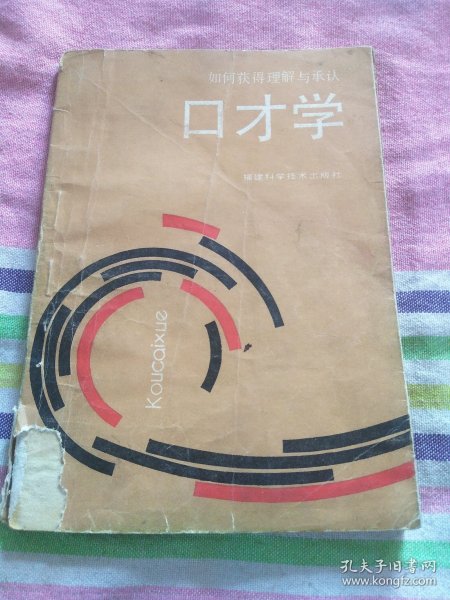 如何获得理解与承认
口才学
福建科学技术出版社
Koucaixue
孔夫子旧书网
www.kongfz.com